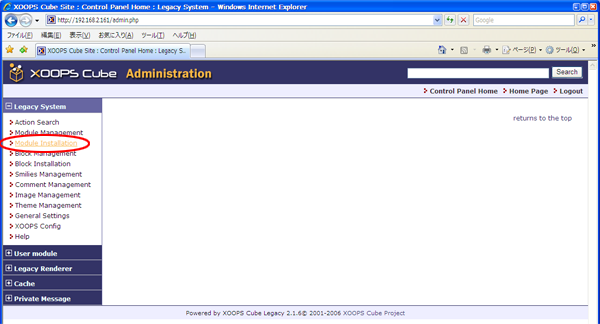 XOOPS Cube Site : Control Panel Home : Legacy System - Windows Internet Explorer
http://192.168.2.161/admin.php
Google
ファイル(F) 編集(E) 表示(V) お気に入り(A) ツール(T) ヘルプ(H)
XOOPS Cube Site : Control Panel Home : Legacy S...
ページ(P) ツール(O)
XOOPS Cube Administration
Search
Control Panel Home Home Page Logout
Legacy System
returns to the top
Action Search
Module Management
Module Installation
Block Management
Block Installation
Smilies Management
Comment Management
Image Management
Theme Management
General Settings
XOOPS Config
Help
User module
Legacy Renderer
Cache
Private Message
Powered by XOOPS Cube Legacy 2.1.6© 2001-2006 XOOPS Cube Project